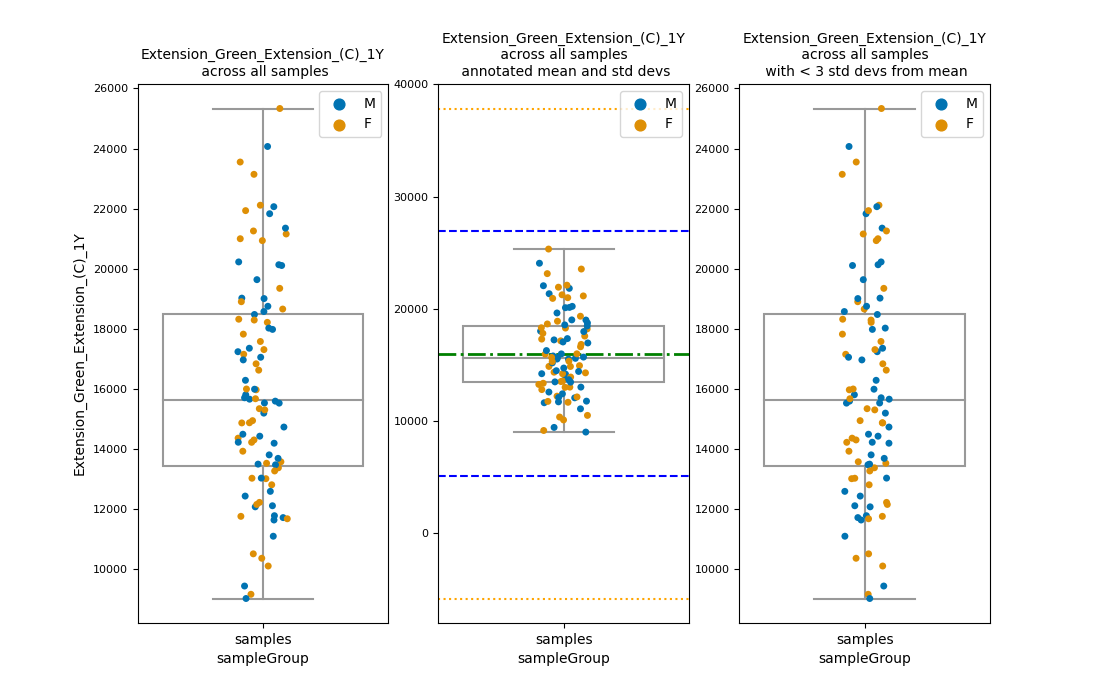 Extension_Green_Extension_(C)_1Y
across all samples
Extension_Green_Extension_(C)_1Y
across all samples
annotated mean and std devs
Extension_Green_Extension_(C)_1Y
across all samples
with < 3 std devs from mean
Extension_Green_Extension_(C)_1Y
26000
24000
22000
20000
18000
16000
14000
12000
10000
M
F
samples
sampleGroup
40000
30000
20000
10000
0
M
F
samples
sampleGroup
26000
24000
22000
20000
18000
16000
14000
12000
10000
M
F
samples
sampleGroup